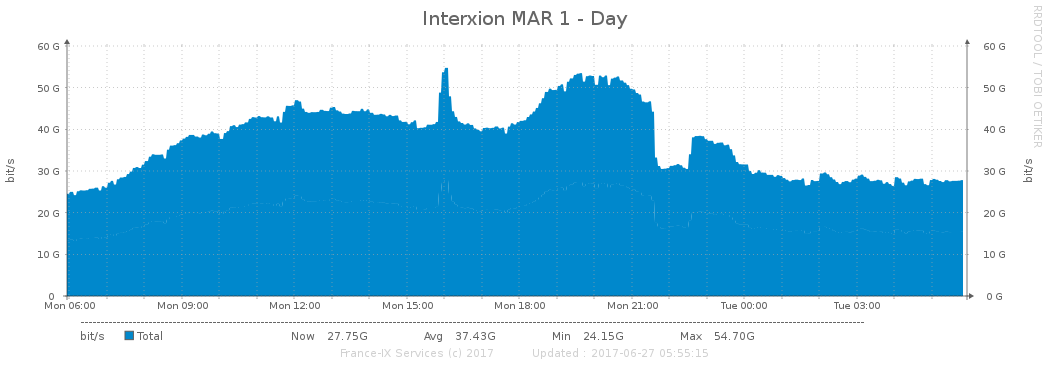 Interxion MAR 1 - Day
RRDTOOL / TOBI OETIKER
60 G 60 G
50 G 50 G
40 G 40 G
30 G 30 G
20 G 20 G
10 G 10 G
0 0 G
bit/s bit/s
Mon 06:00 Mon 09:00 Mon 12:00 Mon 15:00 Mon 18:00 Mon 21:00 Tue 00:00 Tue 03:00
bit/s Total Now 27.75G Avg 37.43G Min 24.15G Max 54.70G
France-IX Services (c) 2017 Updated : 2017-06-27 05:55:15